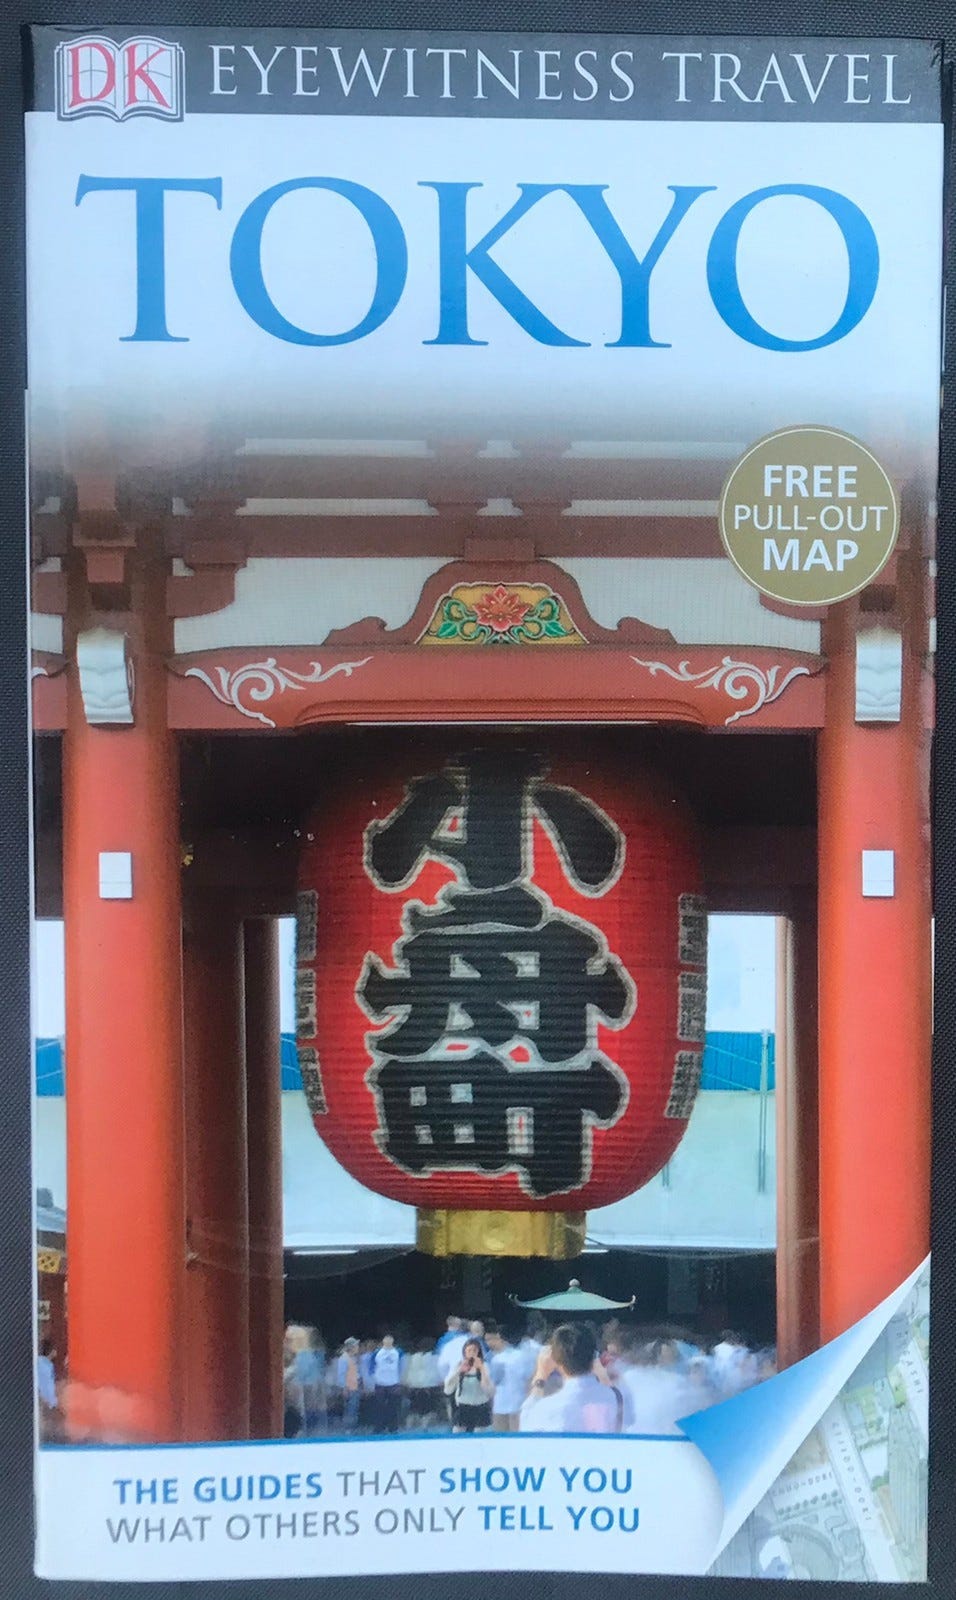 DK EYEWITNESS TRAVEL
TOKYO
FREE
PULL-OUT
MAP
小
舟
町
THE GUIDES THAT SHOW YOU
WHAT OTHERS ONLY TELL YOU